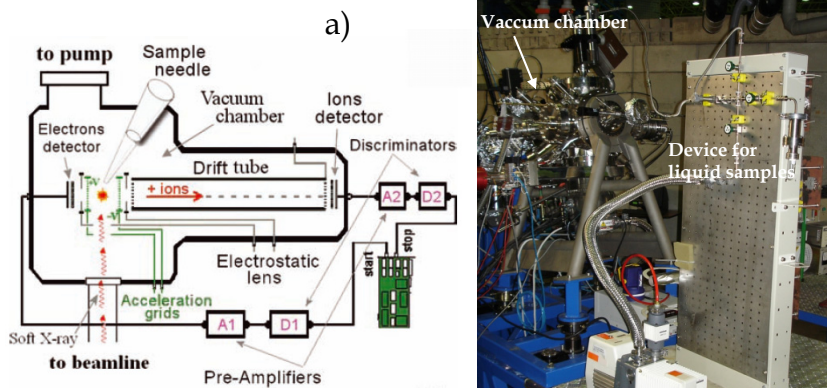 a)
to pump
Sample
needle
Vacuum
chamber
Ions
detector
Electrons
detector
Discriminators
Drift tube
-V
+ ions
A2
D2
Electrostatic
lens
start
stop
Acceleration
grids
Soft X-ray
A1
D1
to beamline
Pre-Amplifiers
Vaccum chamber
Device for
liquid samples